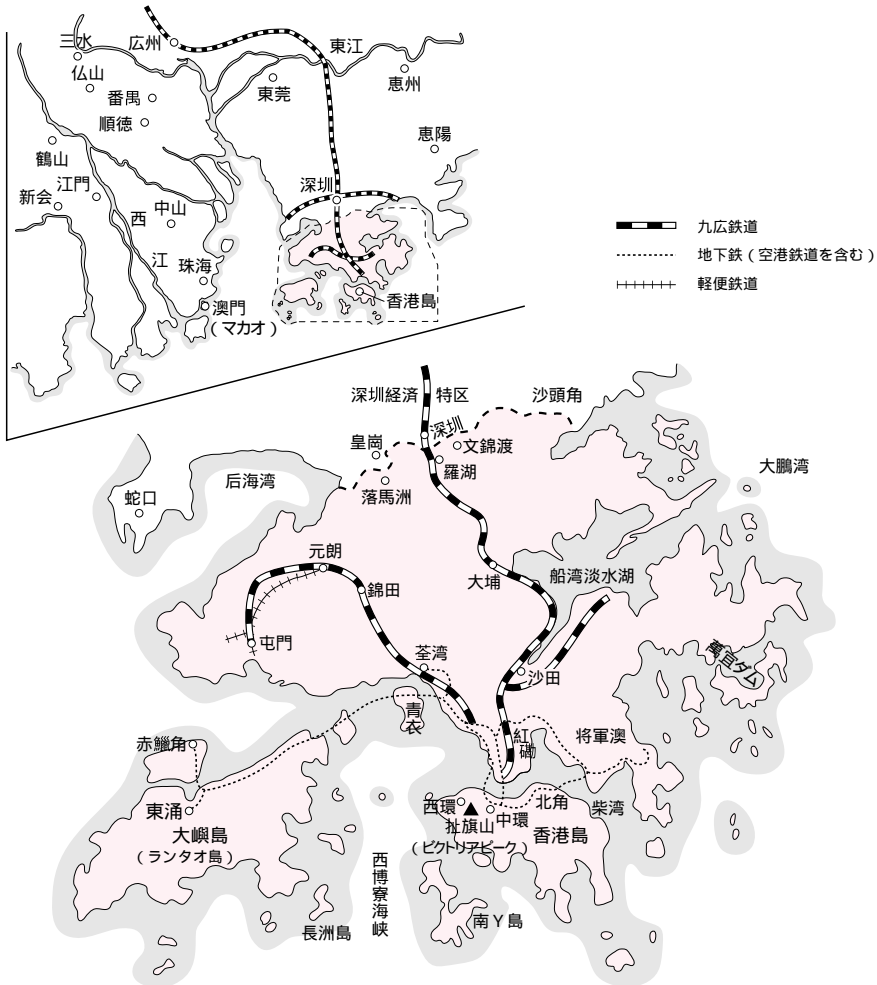 三水
広州
東江
仏山
東莞
恵州
番禺
順徳
恵陽
鶴山
江門
新会
深圳
中山
西江
珠海
香港島
澳門
（マカオ）
九広鉄道
地下鉄（空港鉄道を含む）
軽便鉄道
深圳経済特区
沙頭角
深圳
皇崗
文錦渡
羅湖
大鵬湾
后海湾
落馬洲
蛇口
元朗
大埔
船湾淡水湖
錦田
屯門
荃湾
沙田
萬宜ダム
青衣
赤鱲角
紅磡
将軍澳
東涌
西環
中環
北角
柴湾
大嶼島
（ランタオ島）
扯旗山
（ビクトリアピーク）
香港島
西博寮海峡
長洲島
南Y島